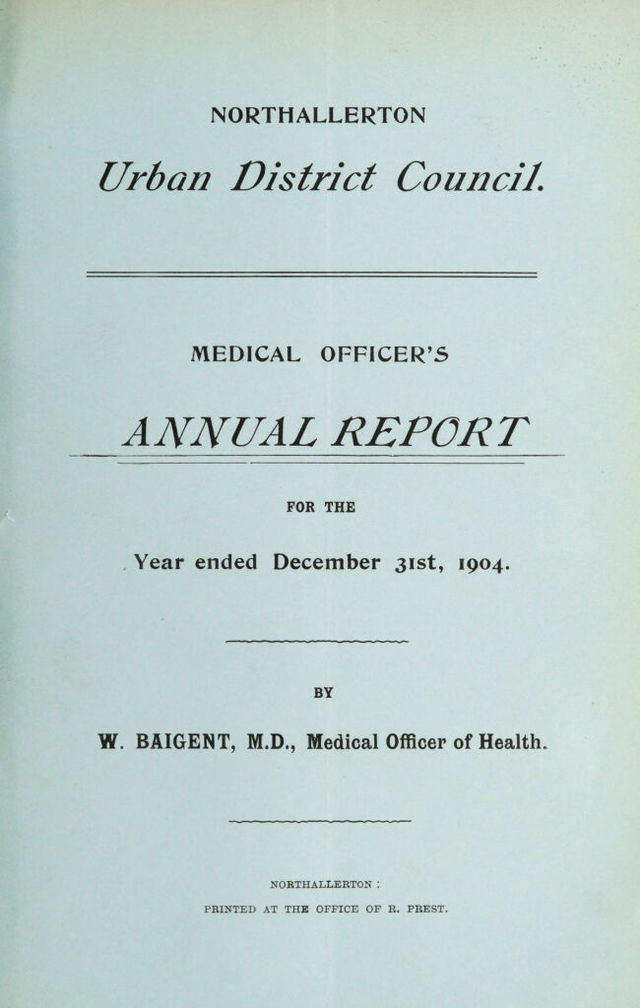 NORTHALLERTON
Urban District Council.
MEDICAL OFFICER'S
ANNUAL REPORT
FOR THE
Year ended December 31st, 1904.
BY
W. BAIGENT, M.D., Medical Officer of Health.
NORTHALLERTON :
PRINTED AT THE OFFICE OF R. PREST.